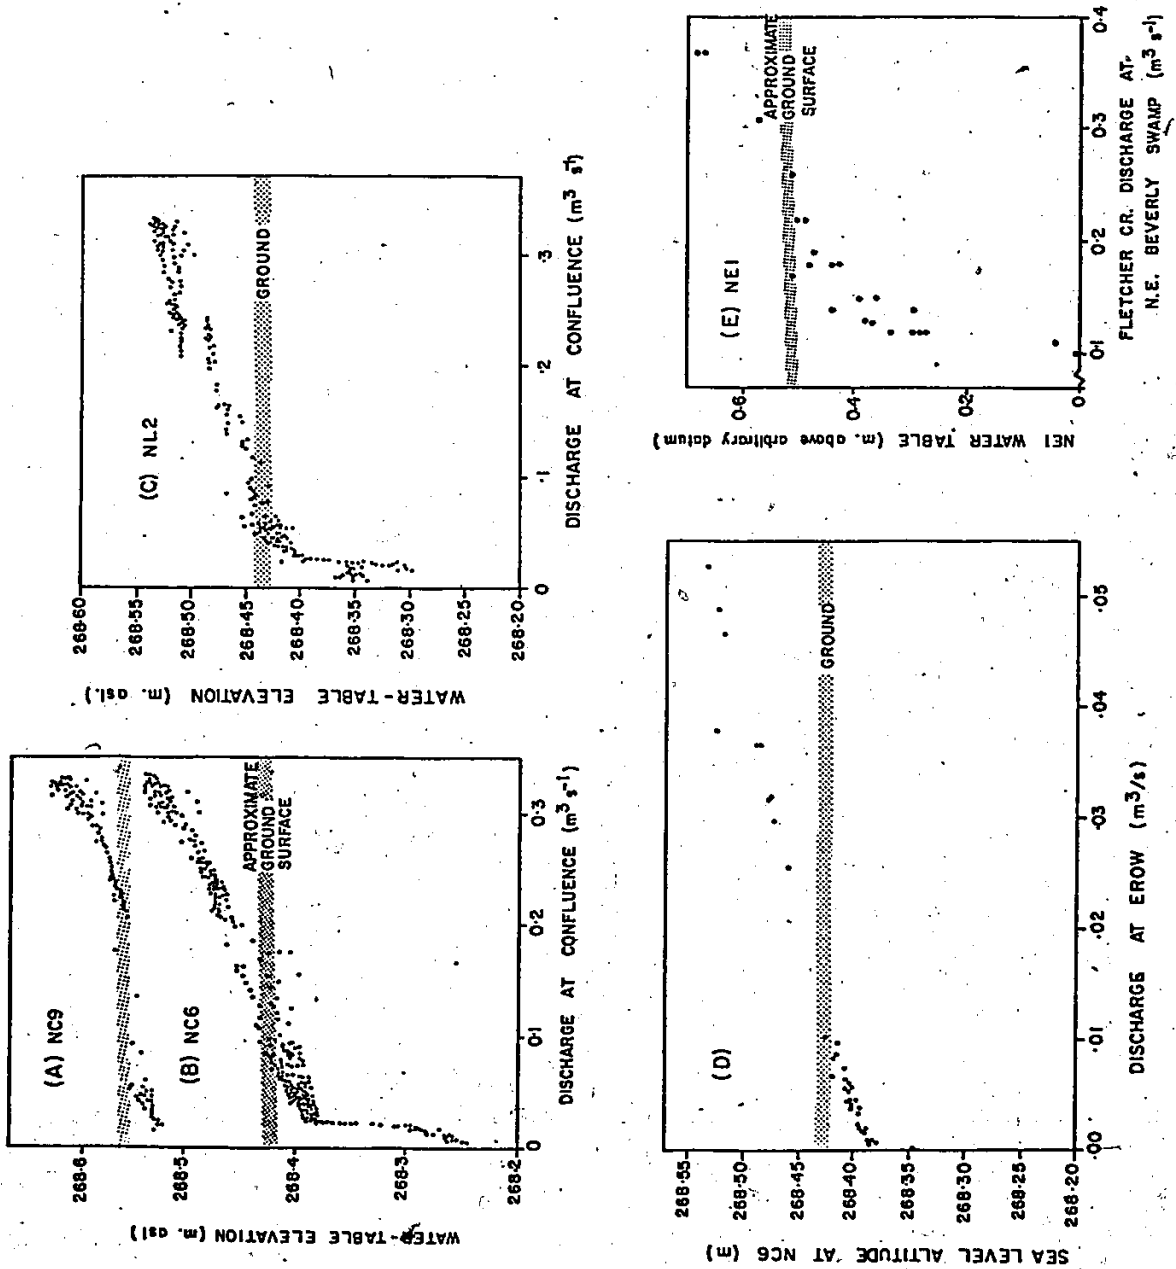 (A) NC9
(B) NC6
APPROXIMATE
GROUND
SURFACE
WATER-TABLE ELEVATION (m. asl)
268·6
268·5
268·4
268·3
268·2
0
0·1
0·2
0·3
DISCHARGE AT CONFLUENCE (m³ s⁻¹)
(C) NL2
GROUND
WATER-TABLE ELEVATION (m. asl.)
268·60
268·55
268·50
268·45
268·40
268·35
268·30
268·25
268·20
0
·1
·2
·3
DISCHARGE AT CONFLUENCE (m³ s⁻¹)
(D)
GROUND
SEA LEVEL ALTITUDE AT NC6 (m)
268·55
268·50
268·45
268·40
268·35
268·30
268·25
268·20
·00
·01
·02
·03
·04
·05
DISCHARGE AT EROW (m³/s)
(E) NE1
APPROXIMATE
GROUND
SURFACE
NE1 WATER TABLE (m. above arbitrary datum)
0·6
0·4
0·2
0
0·1
0·2
0·3
0·4
FLETCHER CR. DISCHARGE AT
N.E. BEVERLY SWAMP (m³ s⁻¹)